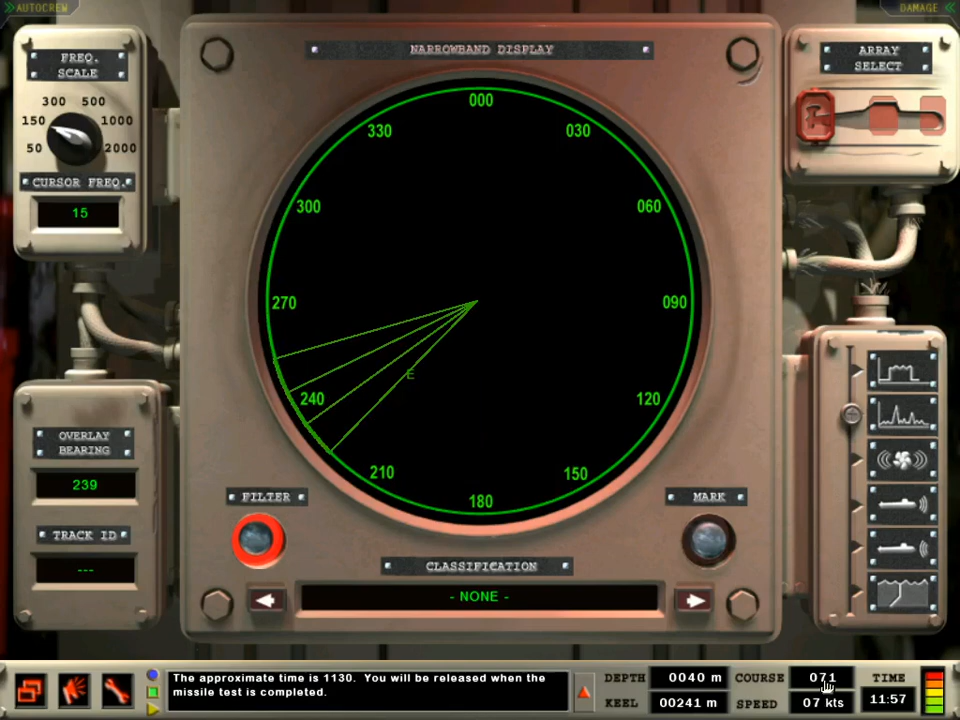 AUTOCREW
DAMAGE
FREQ.
SCALE
300 500
150 1000
50 2000
CURSOR FREQ.
15
NARROWBAND DISPLAY
ARRAY
SELECT
000
330 030
300 060
270 090
240 120
210 150
180
E
OVERLAY
BEARING
239
TRACK ID
---
FILTER
MARK
CLASSIFICATION
- NONE -
The approximate time is 1130. You will be released when the
missile test is completed.
DEPTH 0040 m COURSE 071 TIME
KEEL 00241 m SPEED 07 kts 11:57